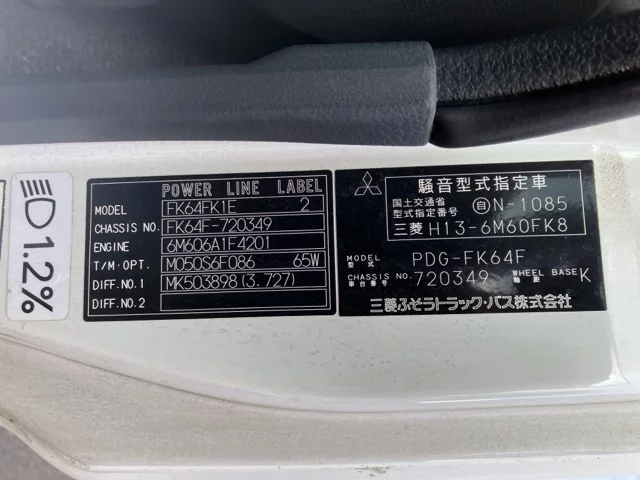 1.2%
POWER LINE LABEL
MODEL FK64FK1E 2
CHASSIS NO. FK64F-720349
ENGINE 6M606A1F4201
T/M·OPT. M050S6F086 65W
DIFF.NO.1 MK503898(3.727)
DIFF.NO.2
騒音型式指定車
国土交通省
型式指定番号 自N-1085
三菱 H13-6M60FK8
MODEL
型式 PDG-FK64F
CHASSIS NO.
車台番号 720349 WHEEL BASE
軸距 K
三菱ふそうトラック・バス株式会社